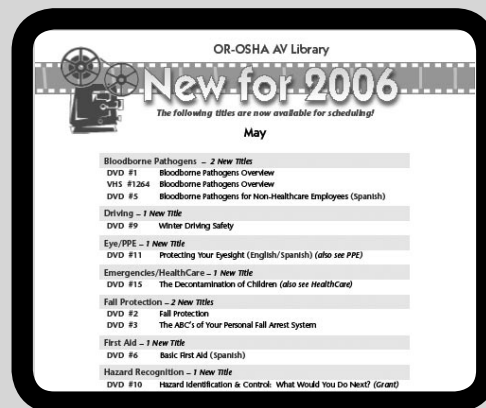 OR-OSHA AV Library
New for 2006
The following titles are now available for scheduling!
May
Bloodborne Pathogens – 2 New Titles
DVD #1 Bloodborne Pathogens Overview
VHS #1264 Bloodborne Pathogens Overview
DVD #5 Bloodborne Pathogens for Non-Healthcare Employees (Spanish)
Driving – 1 New Title
DVD #9 Winter Driving Safety
Eye/PPE – 1 New Title
DVD #11 Protecting Your Eyesight (English/Spanish) (also see PPE)
Emergencies/HealthCare – 1 New Title
DVD #15 The Decontamination of Children (also see HealthCare)
Fall Protection – 2 New Titles
DVD #2 Fall Protection
DVD #3 The ABC's of Your Personal Fall Arrest System
First Aid – 1 New Title
DVD #6 Basic First Aid (Spanish)
Hazard Recognition – 1 New Title
DVD #10 Hazard Identification & Control: What Would You Do Next? (Grant)